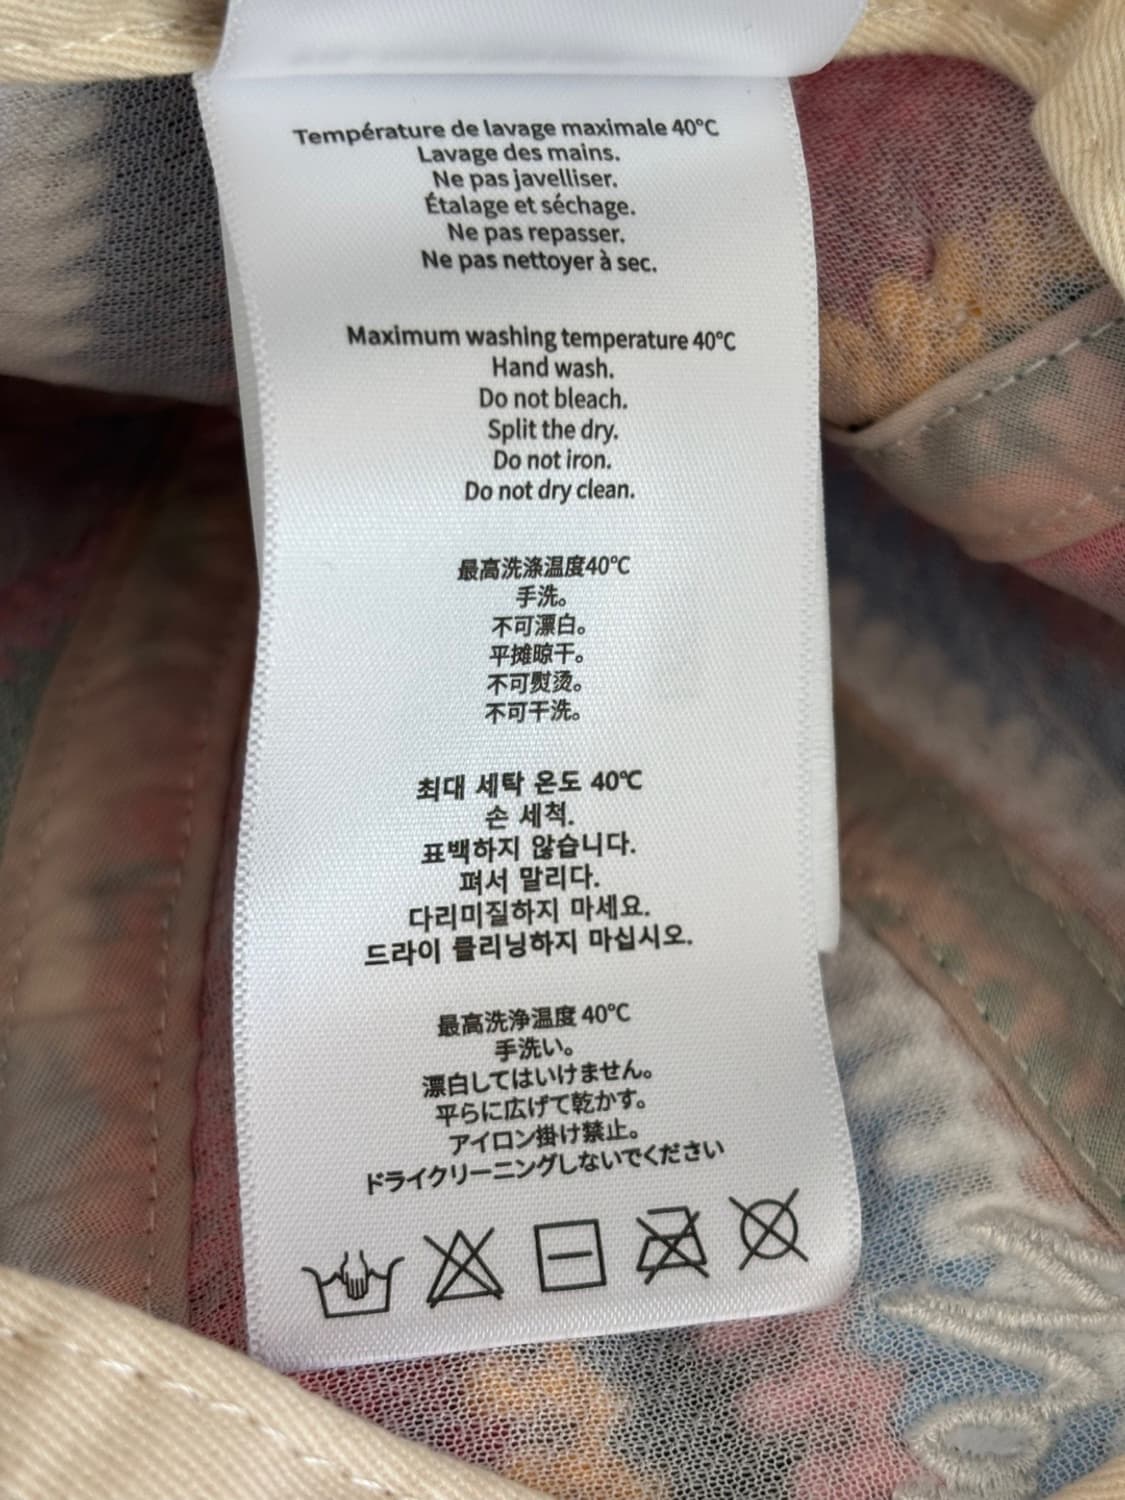 Température de lavage maximale 40°C
Lavage des mains.
Ne pas javelliser.
Étalage et séchage.
Ne pas repasser.
Ne pas nettoyer à sec.
Maximum washing temperature 40°C
Hand wash.
Do not bleach.
Split the dry.
Do not iron.
Do not dry clean.
最高洗涤温度40°C
手洗。
不可漂白。
平摊晾干。
不可熨烫。
不可干洗。
최대 세탁 온도 40℃
손 세척.
표백하지 않습니다.
펴서 말리다.
다리미질하지 마세요.
드라이 클리닝하지 마십시오.
最高洗浄温度 40°C
手洗い。
漂白してはいけません。
平らに広げて乾かす。
アイロン掛け禁止。
ドライクリーニングしないでください